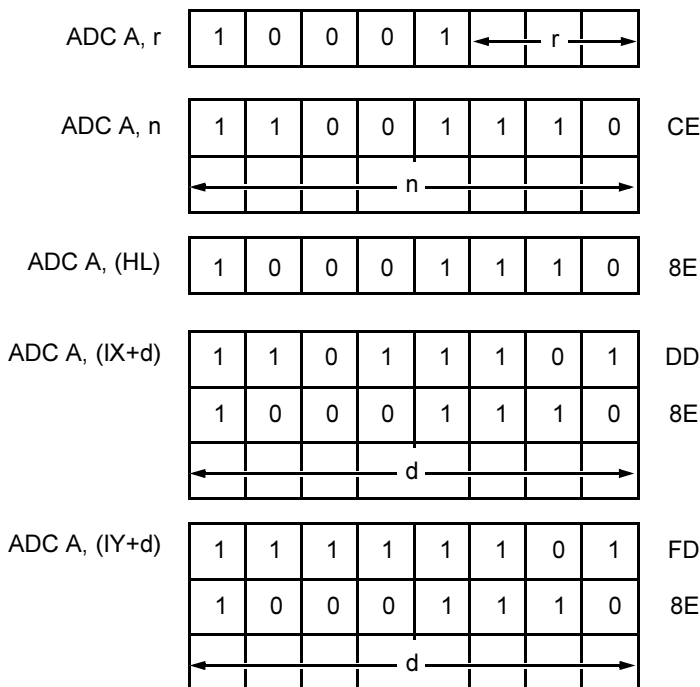 ADC A, r 1 0 0 0 1 r
ADC A, n 1 1 0 0 1 1 1 0 CE
n
ADC A, (HL) 1 0 0 0 1 1 1 0 8E
ADC A, (IX+d) 1 1 0 1 1 1 0 1 DD
1 0 0 0 1 1 1 0 8E
d
ADC A, (IY+d) 1 1 1 1 1 1 0 1 FD
1 0 0 0 1 1 1 0 8E
d